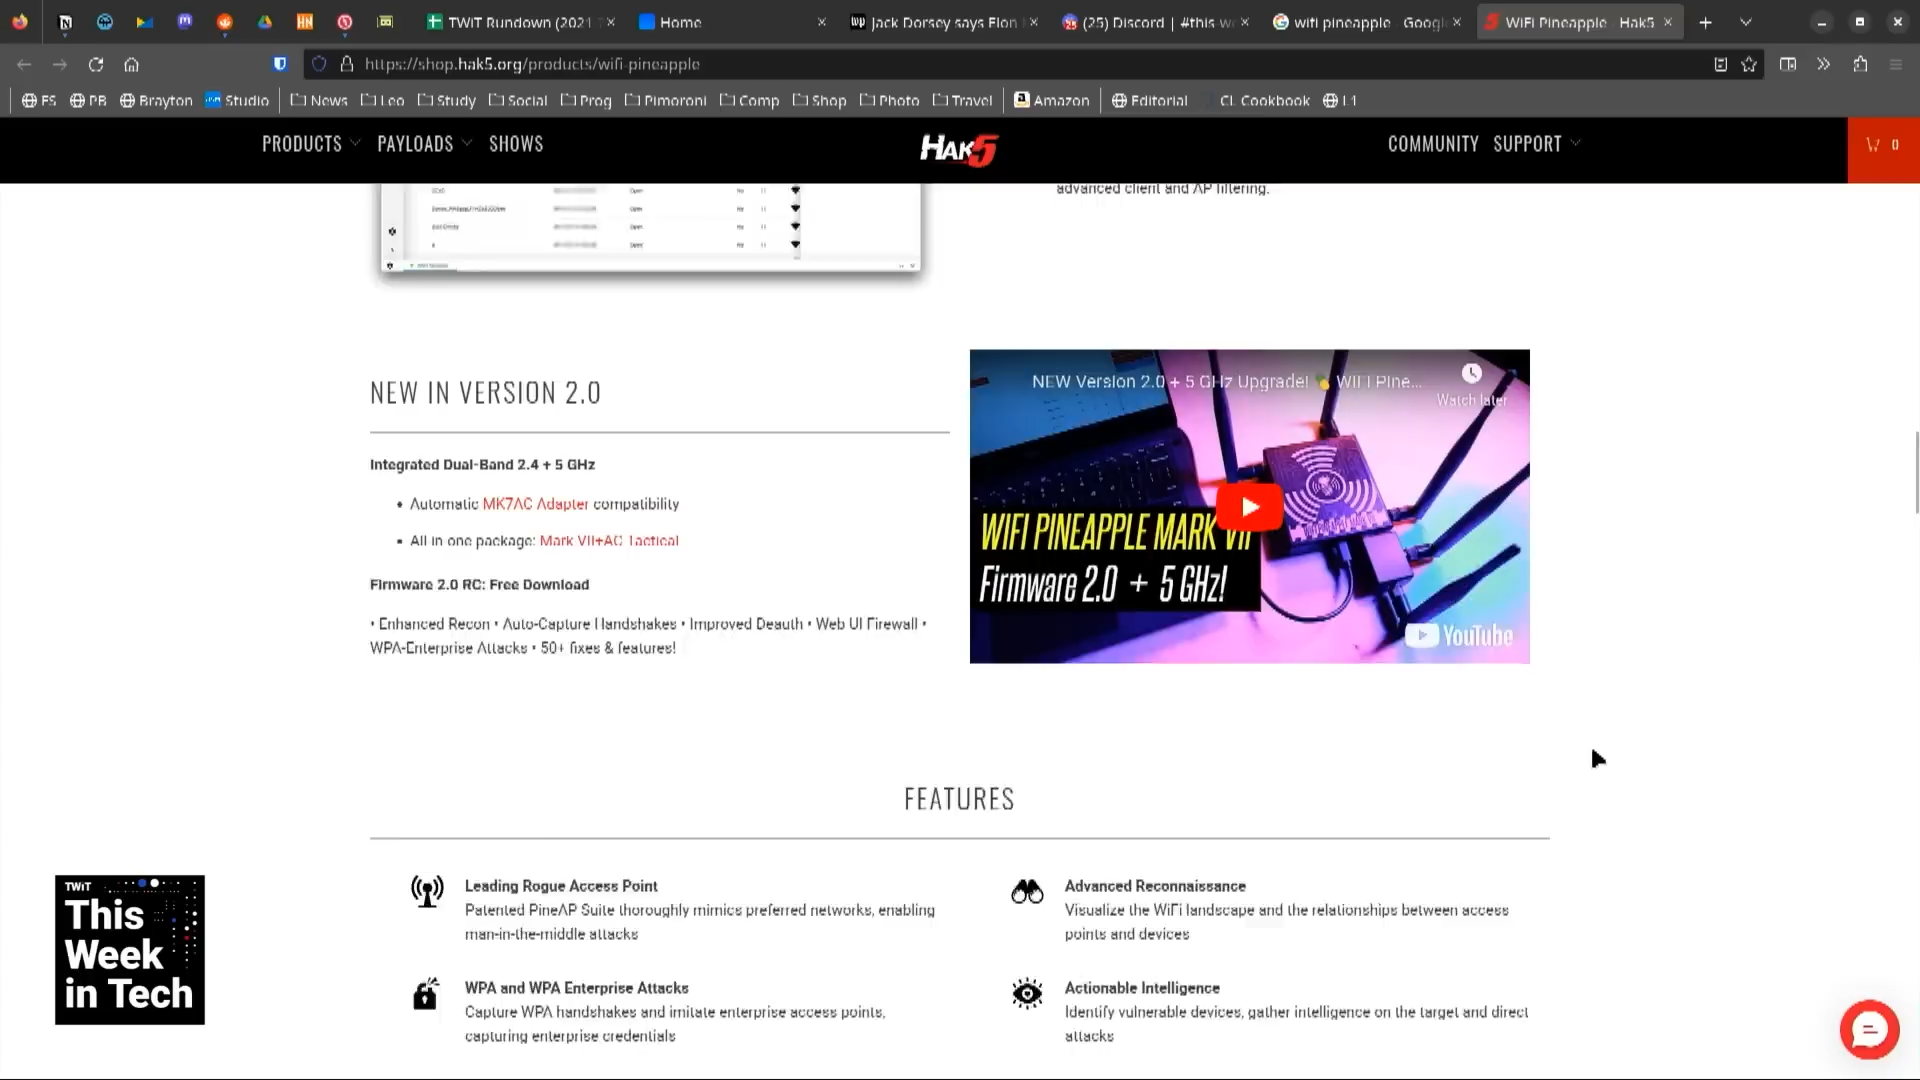 TWiT Rundown (2021
Home
Jack Dorsey says Elon
(25) Discord | #this w
wifi pineapple - Googl
WiFi Pineapple - Hak5
https://shop.hak5.org/products/wifi-pineapple
FS
PB
Brayton
Studio
News
Leo
Study
Social
Prog
Pimoroni
Comp
Shop
Photo
Travel
Amazon
Editorial
CL Cookbook
L1
PRODUCTS
PAYLOADS
SHOWS
HAK5
COMMUNITY
SUPPORT
0
advanced client and AP filtering.
NEW IN VERSION 2.0
Integrated Dual-Band 2.4 + 5 GHz
• Automatic MK7AC Adapter compatibility
• All in one package: Mark VII+AC Tactical
Firmware 2.0 RC: Free Download
• Enhanced Recon • Auto-Capture Handshakes • Improved Deauth • Web UI Firewall •
WPA-Enterprise Attacks • 50+ fixes & features!
NEW Version 2.0 + 5 GHz Upgrade! 🍍 WiFi Pine...
Watch later
WIFI PINEAPPLE MARK VII
Firmware 2.0 + 5 GHz!
YouTube
FEATURES
Leading Rogue Access Point
Patented PineAP Suite thoroughly mimics preferred networks, enabling
man-in-the-middle attacks
Advanced Reconnaissance
Visualize the WiFi landscape and the relationships between access
points and devices
WPA and WPA Enterprise Attacks
Capture WPA handshakes and imitate enterprise access points,
capturing enterprise credentials
Actionable Intelligence
Identify vulnerable devices, gather intelligence on the target and direct
attacks
TWiT
This
Week
in Tech